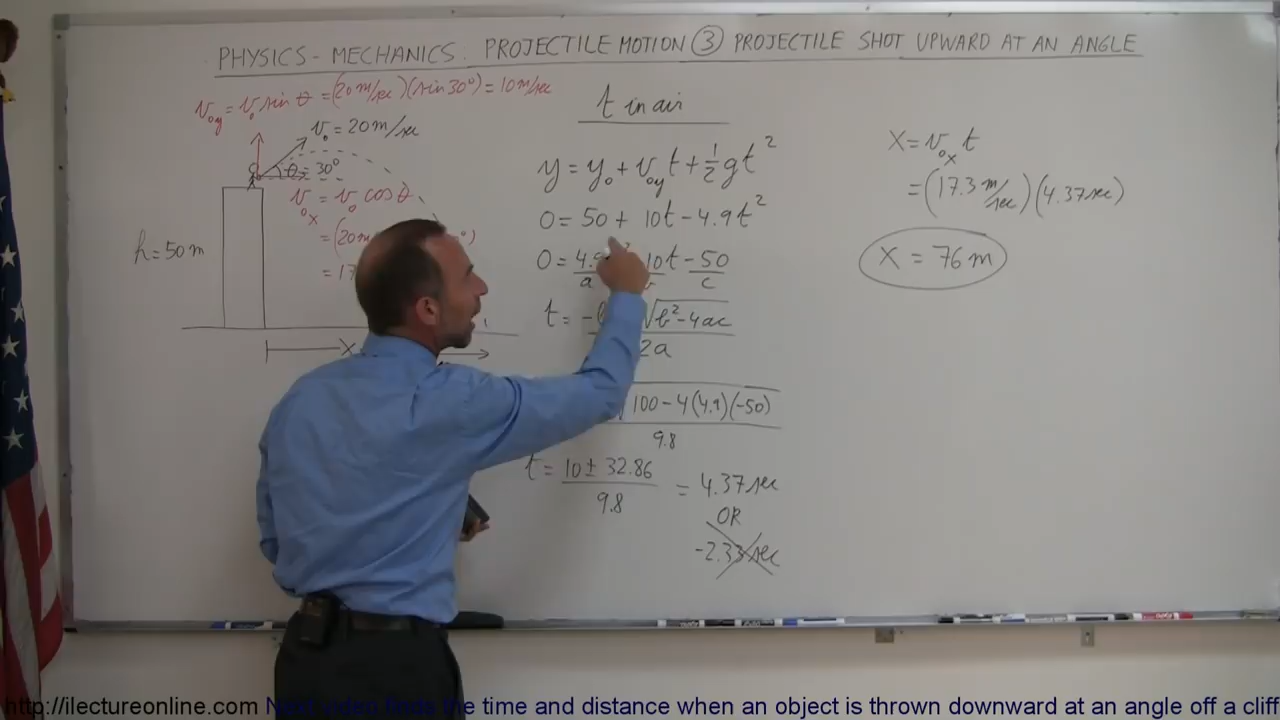 PHYSICS - MECHANICS: PROJECTILE MOTION ③ PROJECTILE SHOT UPWARD AT AN ANGLE
v₀y = v₀ sin θ = (20 m/sec)(sin 30°) = 10 m/sec
v₀ = 20 m/sec
θ = 30°
v₀x = v₀ cos θ
= (20m
= 17
h = 50 m
X
t in air
y = y₀ + v₀y t + ½ g t²
0 = 50 + 10t - 4.9t²
0 = 4.9 10t - 50
a c
t = - √b² - 4ac
2a
√100 - 4(4.9)(-50)
9.8
t = 10 ± 32.86
9.8
= 4.37 sec
OR
-2.33 sec
X = v₀x t
= (17.3 m/sec)(4.37 sec)
X = 76 m
http://ilectureonline.com Next video finds the time and distance when an object is thrown downward at an angle off a cliff